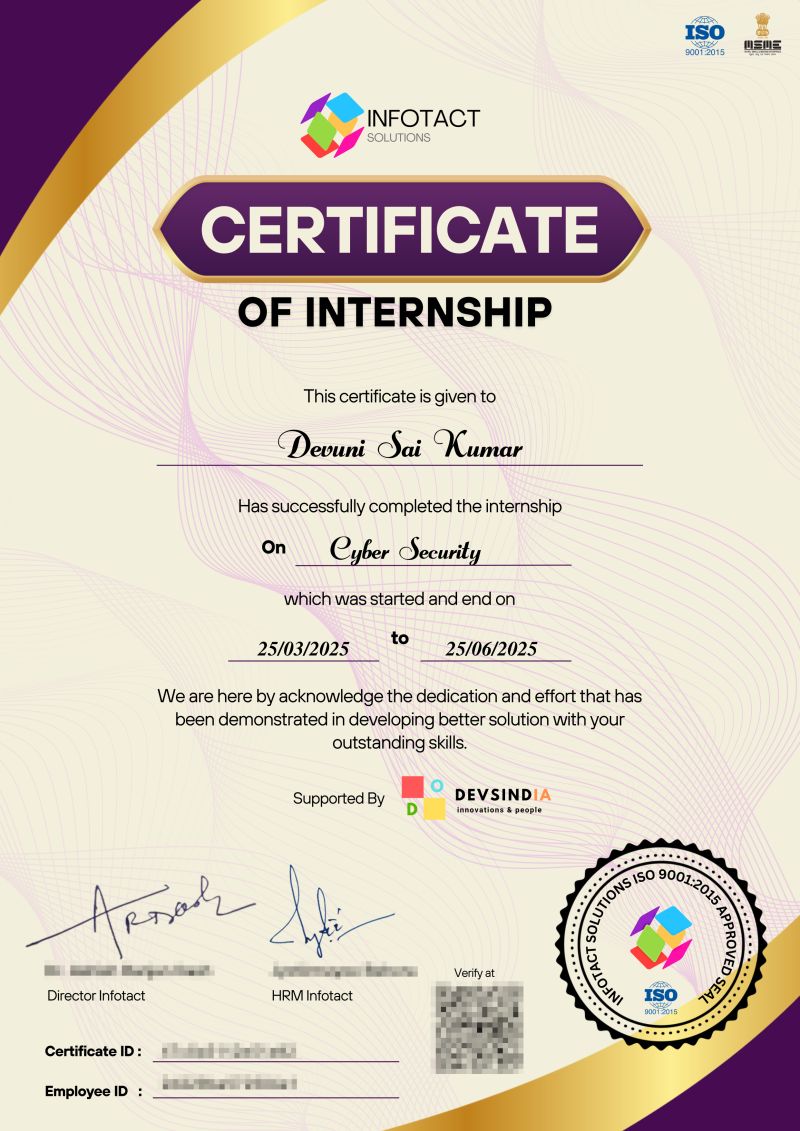 ISO
9001:2015
MSME
INFOTACT
SOLUTIONS
CERTIFICATE
OF INTERNSHIP
This certificate is given to
Devuni Sai Kumar
Has successfully completed the internship
On Cyber Security
which was started and end on
25/03/2025 to 25/06/2025
We are here by acknowledge the dedication and effort that has
been demonstrated in developing better solution with your
outstanding skills.
Supported By
O
D
DEVSINDIA
innovations & people
INFOTACT SOLUTIONS ISO 9001:2015 APPROVED SEAL
ISO
9001:2015
Verify at
Director Infotact
HRM Infotact
Certificate ID :
Employee ID :